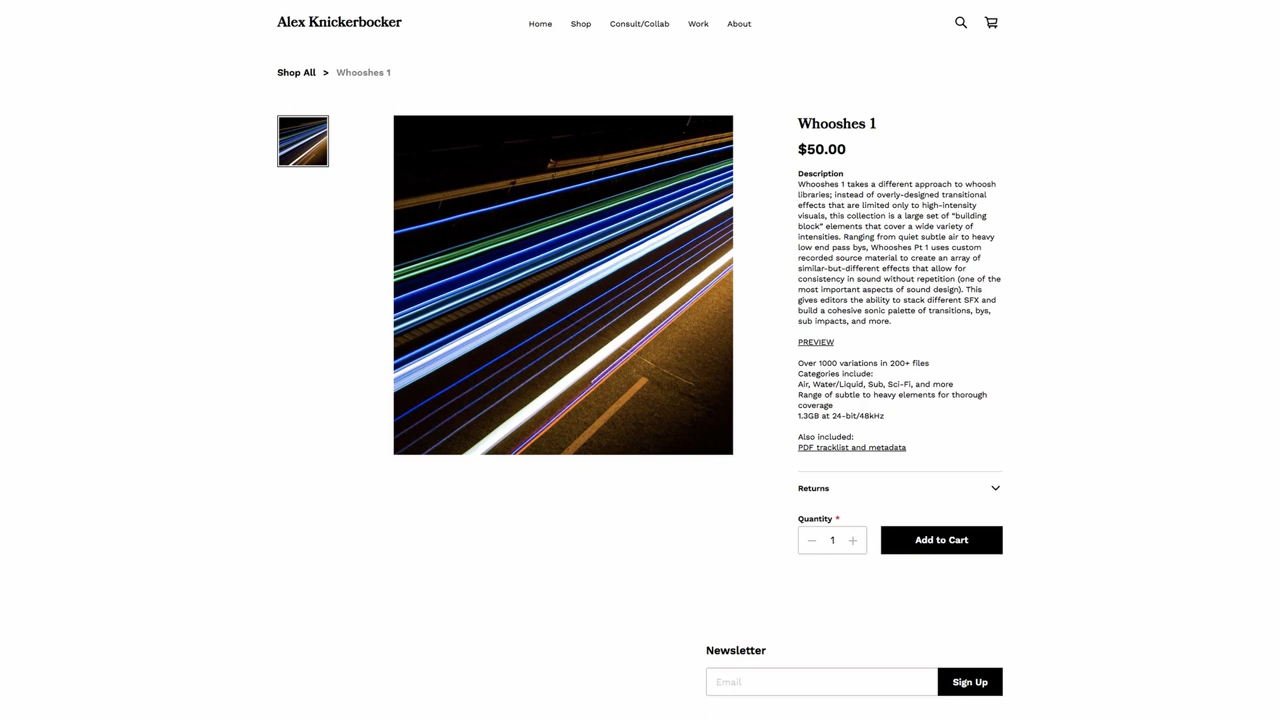 Alex Knickerbocker
Home
Shop
Consult/Collab
Work
About
Shop All > Whooshes 1
Whooshes 1
$50.00
Description
Whooshes 1 takes a different approach to whoosh
libraries; instead of overly-designed transitional
effects that are limited only to high-intensity
visuals, this collection is a large set of “building
block” elements that cover a wide variety of
intensities. Ranging from quiet subtle air to heavy
low end pass bys, Whooshes Pt 1 uses custom
recorded source material to create an array of
similar-but-different effects that allow for
consistency in sound without repetition (one of the
most important aspects of sound design). This
gives editors the ability to stack different SFX and
build a cohesive sonic palette of transitions, bys,
sub impacts, and more.
PREVIEW
Over 1000 variations in 200+ files
Categories include:
Air, Water/Liquid, Sub, Sci-Fi, and more
Range of subtle to heavy elements for thorough
coverage
1.3GB at 24-bit/48kHz
Also included:
PDF tracklist and metadata
Returns
Quantity *
1
Add to Cart
Newsletter
Email
Sign Up